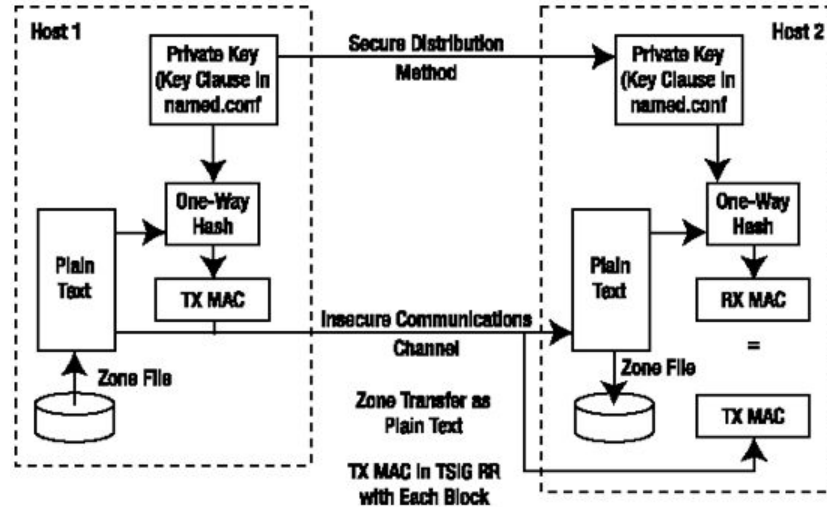 Host 1
Private Key
(Key Clause in
named.conf
One-Way
Hash
Plain
Text
TX MAC
Zone File
Secure Distribution
Method
Insecure Communications
Channel
Zone Transfer as
Plain Text
TX MAC in TSIG RR
with Each Block
Host 2
Private Key
(Key Clause in
named.conf
One-Way
Hash
Plain
Text
RX MAC
=
Zone File
TX MAC